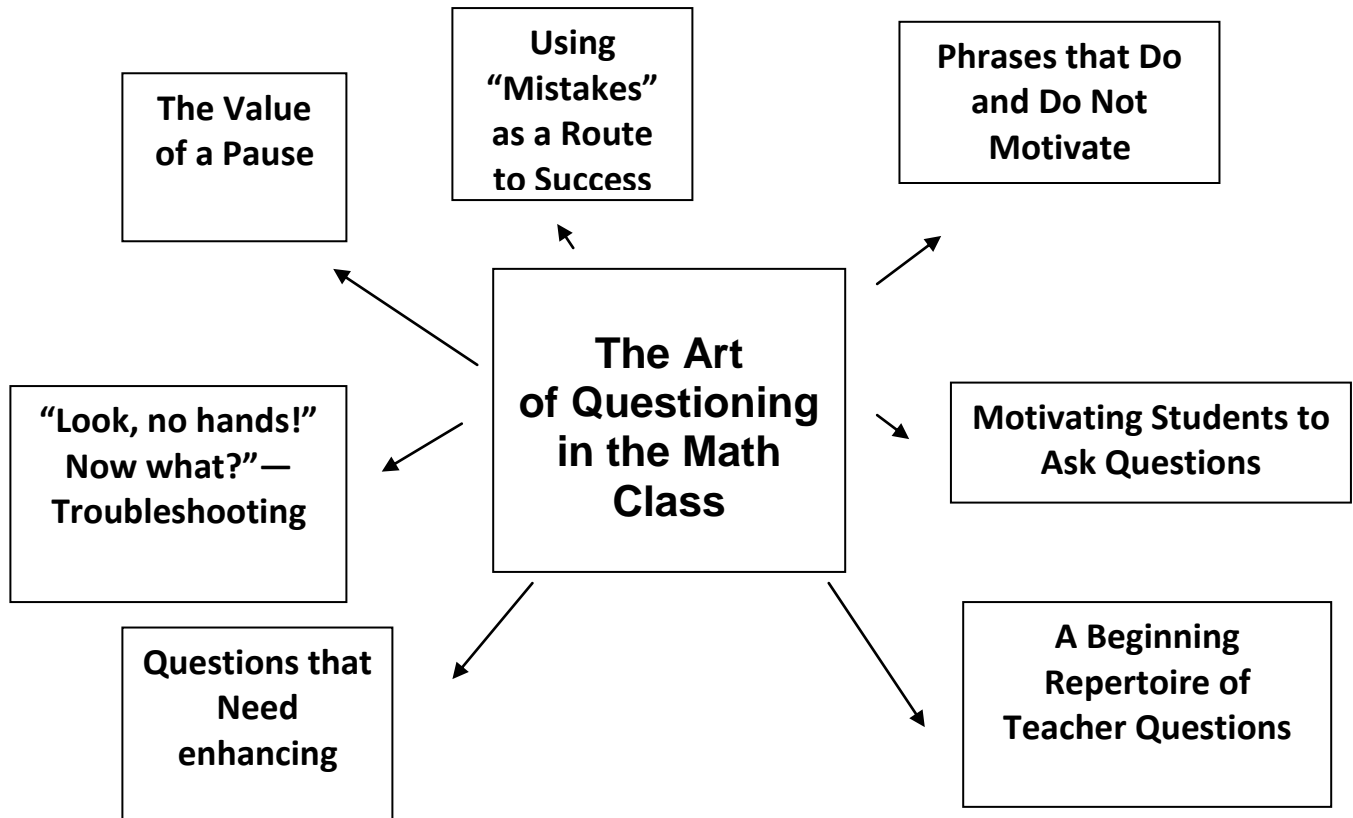 Using
“Mistakes”
as a Route
to Success
Phrases that Do
and Do Not
Motivate
The Value
of a Pause
The Art
of Questioning
in the Math
Class
“Look, no hands!”
Now what?”—
Troubleshooting
Motivating Students to
Ask Questions
Questions that
Need
enhancing
A Beginning
Repertoire of
Teacher Questions